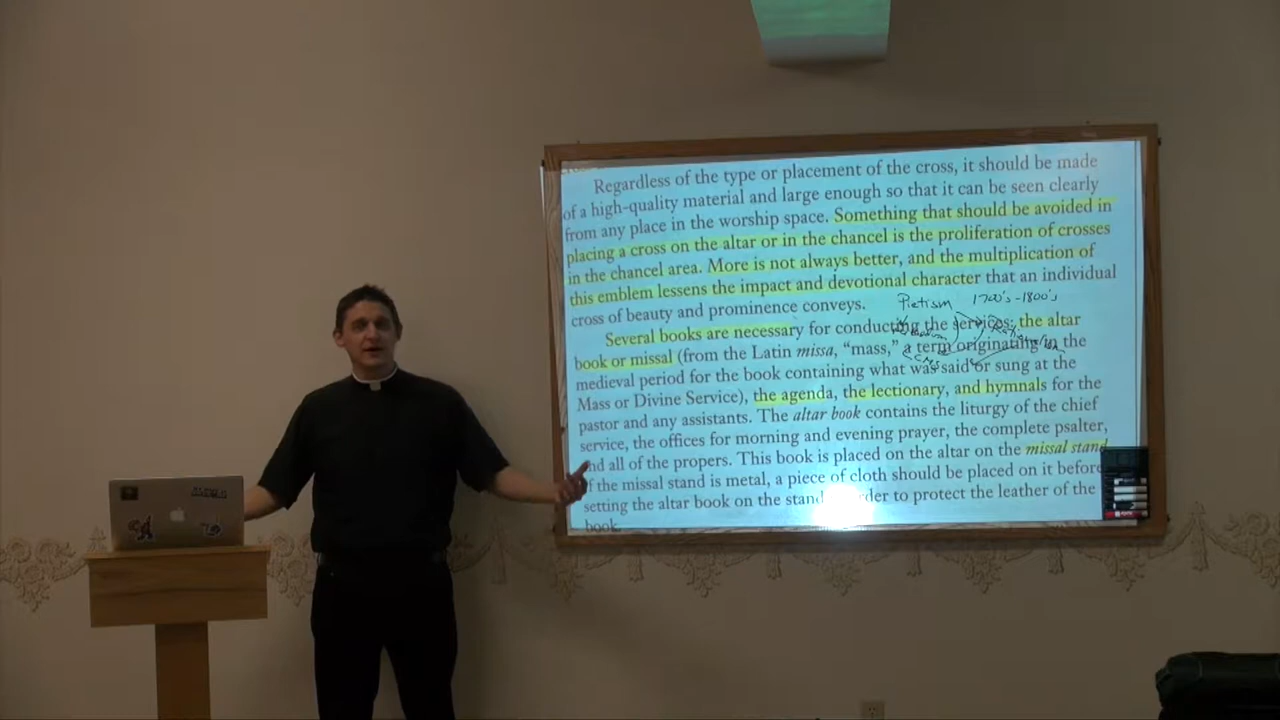 Regardless of the type or placement of the cross, it should be made
of a high-quality material and large enough so that it can be seen clearly
from any place in the worship space. Something that should be avoided in
placing a cross on the altar or in the chancel is the proliferation of crosses
in the chancel area. More is not always better, and the multiplication of
this emblem lessens the impact and devotional character that an individual
cross of beauty and prominence conveys.
Pietism 1700's-1800's
Several books are necessary for conducting the services: the altar
book or missal (from the Latin missa, "mass," a term originating in the
medieval period for the book containing what was said or sung at the
Mass or Divine Service), the agenda, the lectionary, and hymnals for the
pastor and any assistants. The altar book contains the liturgy of the chief
service, the offices for morning and evening prayer, the complete psalter,
and all of the propers. This book is placed on the altar on the missal stand.
If the missal stand is metal, a piece of cloth should be placed on it before
setting the altar book on the stand order to protect the leather of the
book.